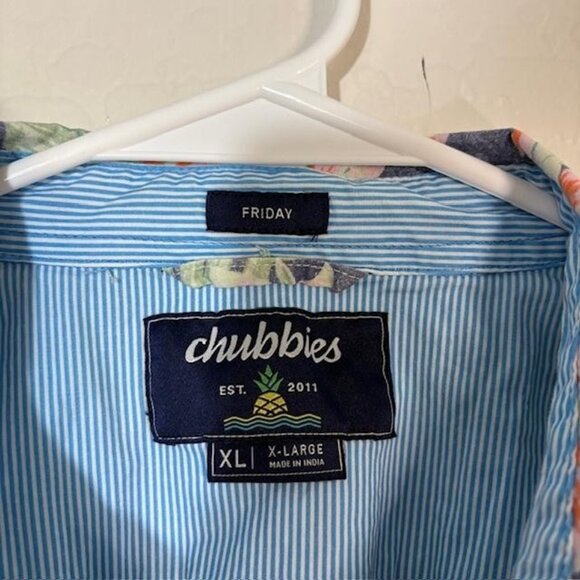 FRIDAY
chubbies
EST. 2011
XL | X-LARGE
MADE IN INDIA